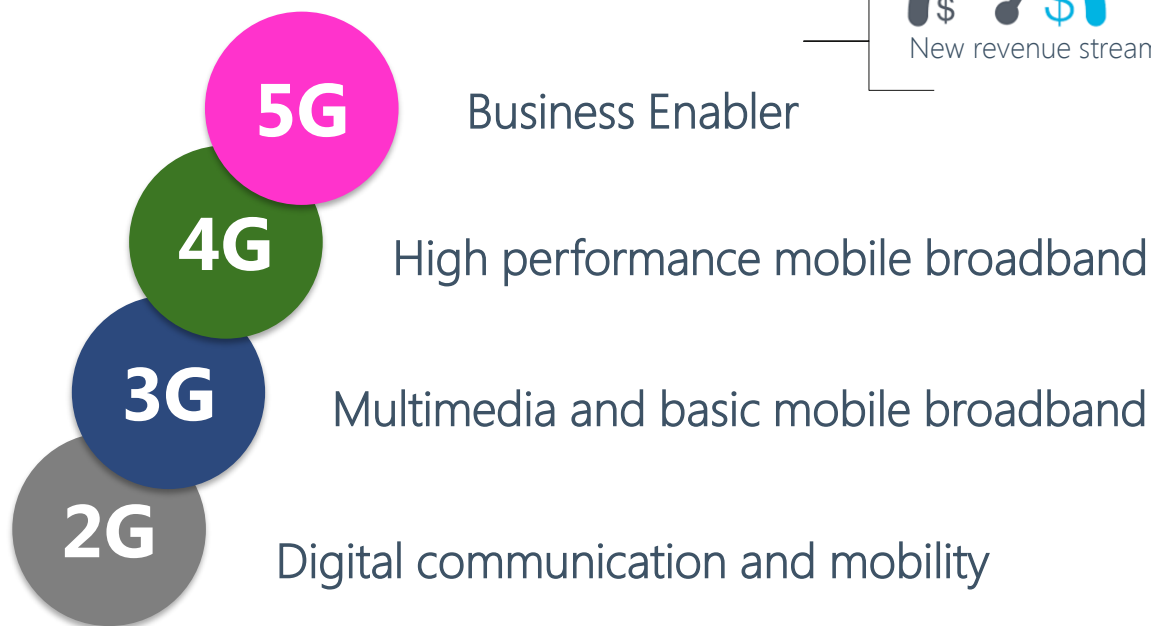 $ $
New revenue stream
5G Business Enabler
4G High performance mobile broadband
3G Multimedia and basic mobile broadband
2G Digital communication and mobility